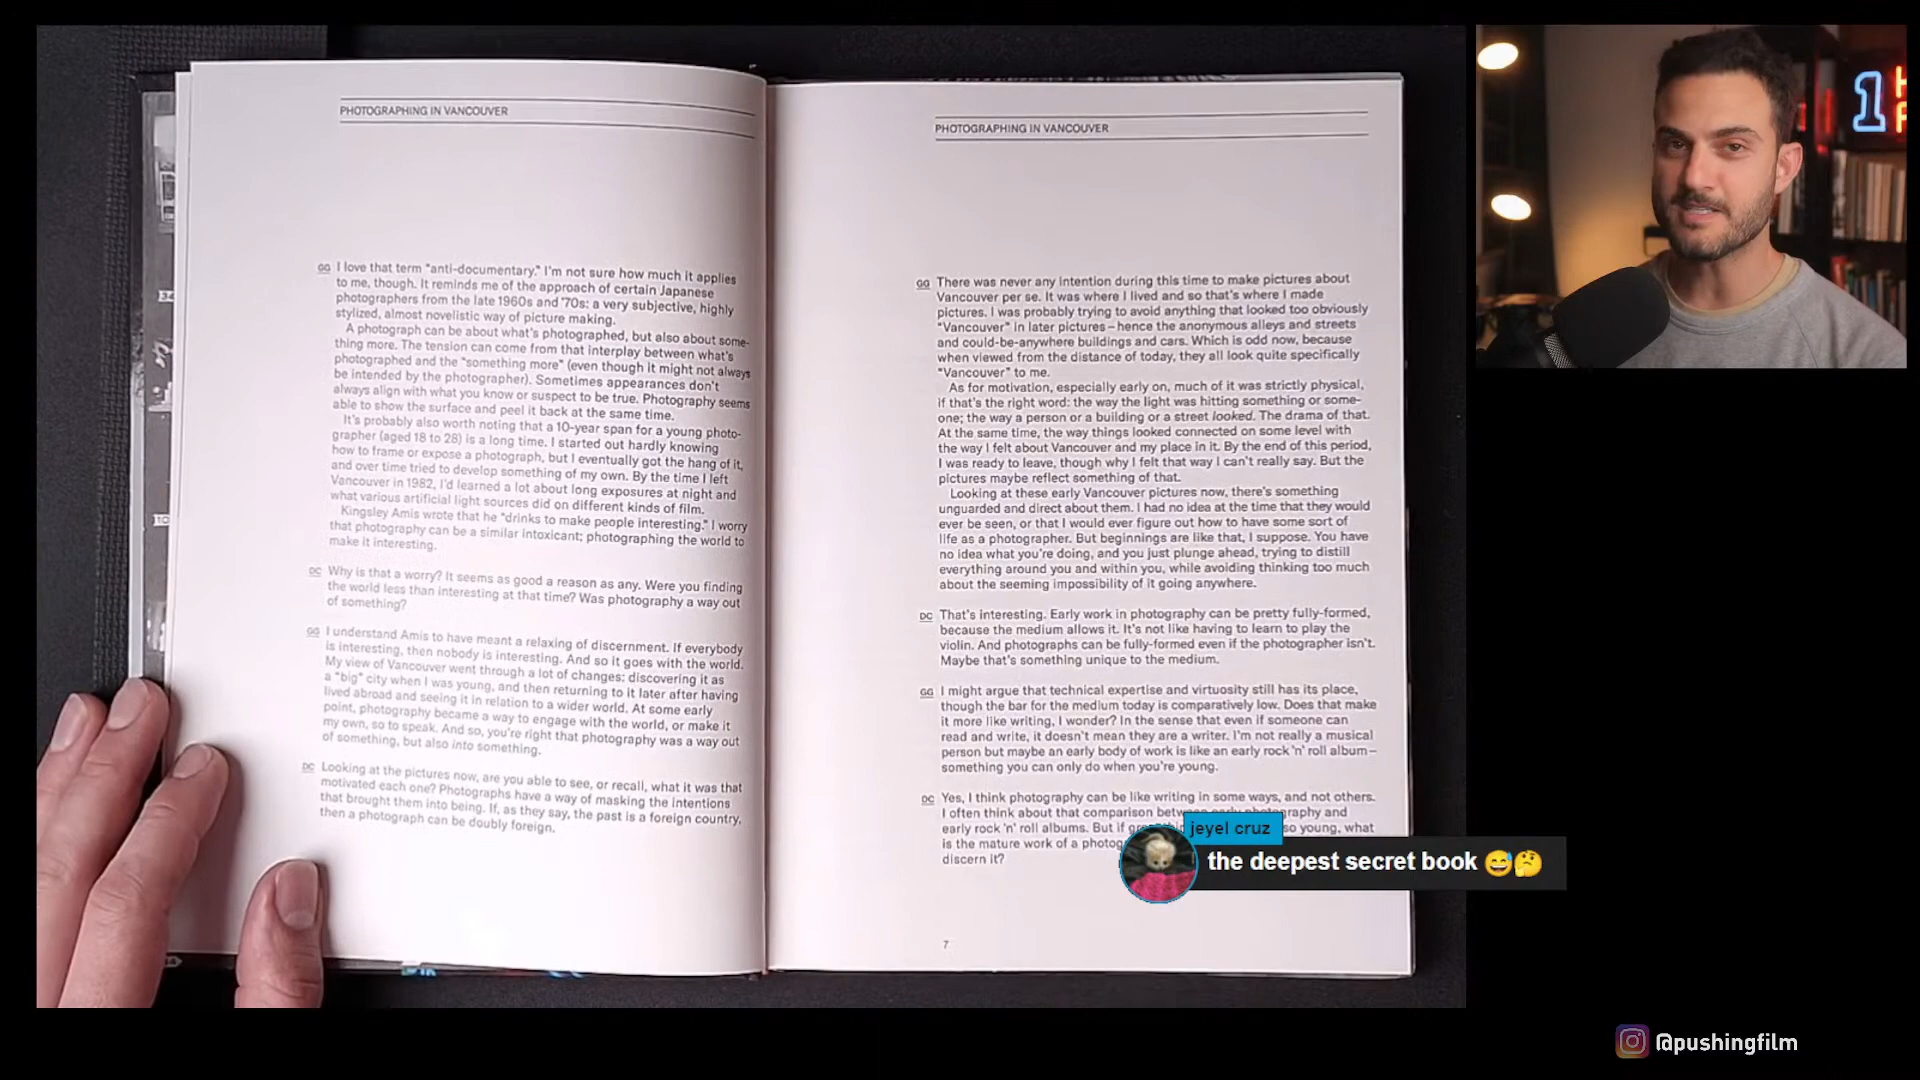 PHOTOGRAPHING IN VANCOUVER
GG I love that term "anti-documentary." I'm not sure how much it applies
to me, though. It reminds me of the approach of certain Japanese
photographers from the late 1960s and '70s: a very subjective, highly
stylized, almost novelistic way of picture making.
A photograph can be about what's photographed, but also about some-
thing more. The tension can come from that interplay between what's
photographed and the "something more" (even though it might not always
be intended by the photographer). Sometimes appearances don't
always align with what you know or suspect to be true. Photography seems
able to show the surface and peel it back at the same time.
It's probably also worth noting that a 10-year span for a young photo-
grapher (aged 18 to 28) is a long time. I started out hardly knowing
how to frame or expose a photograph, but I eventually got the hang of it,
and over time tried to develop something of my own. By the time I left
Vancouver in 1982, I'd learned a lot about long exposures at night and
what various artificial light sources did on different kinds of film.
Kingsley Amis wrote that he "drinks to make people interesting." I worry
that photography can be a similar intoxicant; photographing the world to
make it interesting.
DC Why is that a worry? It seems as good a reason as any. Were you finding
the world less than interesting at that time? Was photography a way out
of something?
GG I understand Amis to have meant a relaxing of discernment. If everybody
is interesting, then nobody is interesting. And so it goes with the world.
My view of Vancouver went through a lot of changes: discovering it as
a "big" city when I was young, and then returning to it later after having
lived abroad and seeing it in relation to a wider world. At some early
point, photography became a way to engage with the world, or make it
my own, so to speak. And so, you're right that photography was a way out
of something, but also into something.
DC Looking at the pictures now, are you able to see, or recall, what it was that
motivated each one? Photographs have a way of masking the intentions
that brought them into being. If, as they say, the past is a foreign country,
then a photograph can be doubly foreign.
PHOTOGRAPHING IN VANCOUVER
GG There was never any intention during this time to make pictures about
Vancouver per se. It was where I lived and so that's where I made
pictures. I was probably trying to avoid anything that looked too obviously
"Vancouver" in later pictures – hence the anonymous alleys and streets
and could-be-anywhere buildings and cars. Which is odd now, because
when viewed from the distance of today, they all look quite specifically
"Vancouver" to me.
As for motivation, especially early on, much of it was strictly physical,
if that's the right word: the way the light was hitting something or some-
one; the way a person or a building or a street looked. The drama of that.
At the same time, the way things looked connected on some level with
the way I felt about Vancouver and my place in it. By the end of this period,
I was ready to leave, though why I felt that way I can't really say. But the
pictures maybe reflect something of that.
Looking at these early Vancouver pictures now, there's something
unguarded and direct about them. I had no idea at the time that they would
ever be seen, or that I would ever figure out how to have some sort of
life as a photographer. But beginnings are like that, I suppose. You have
no idea what you're doing, and you just plunge ahead, trying to distill
everything around you and within you, while avoiding thinking too much
about the seeming impossibility of it going anywhere.
DC That's interesting. Early work in photography can be pretty fully-formed,
because the medium allows it. It's not like having to learn to play the
violin. And photographs can be fully-formed even if the photographer isn't.
Maybe that's something unique to the medium.
GG I might argue that technical expertise and virtuosity still has its place,
though the bar for the medium today is comparatively low. Does that make
it more like writing, I wonder? In the sense that even if someone can
read and write, it doesn't mean they are a writer. I'm not really a musical
person but maybe an early body of work is like an early rock 'n' roll album–
something you can only do when you're young.
DC Yes, I think photography can be like writing in some ways, and not others.
I often think about that comparison between early photography and
early rock 'n' roll albums. But if so young, what
is the mature work of a
discern it?
7
jeyel cruz
the deepest secret book 😅🤔
1
@pushingfilm